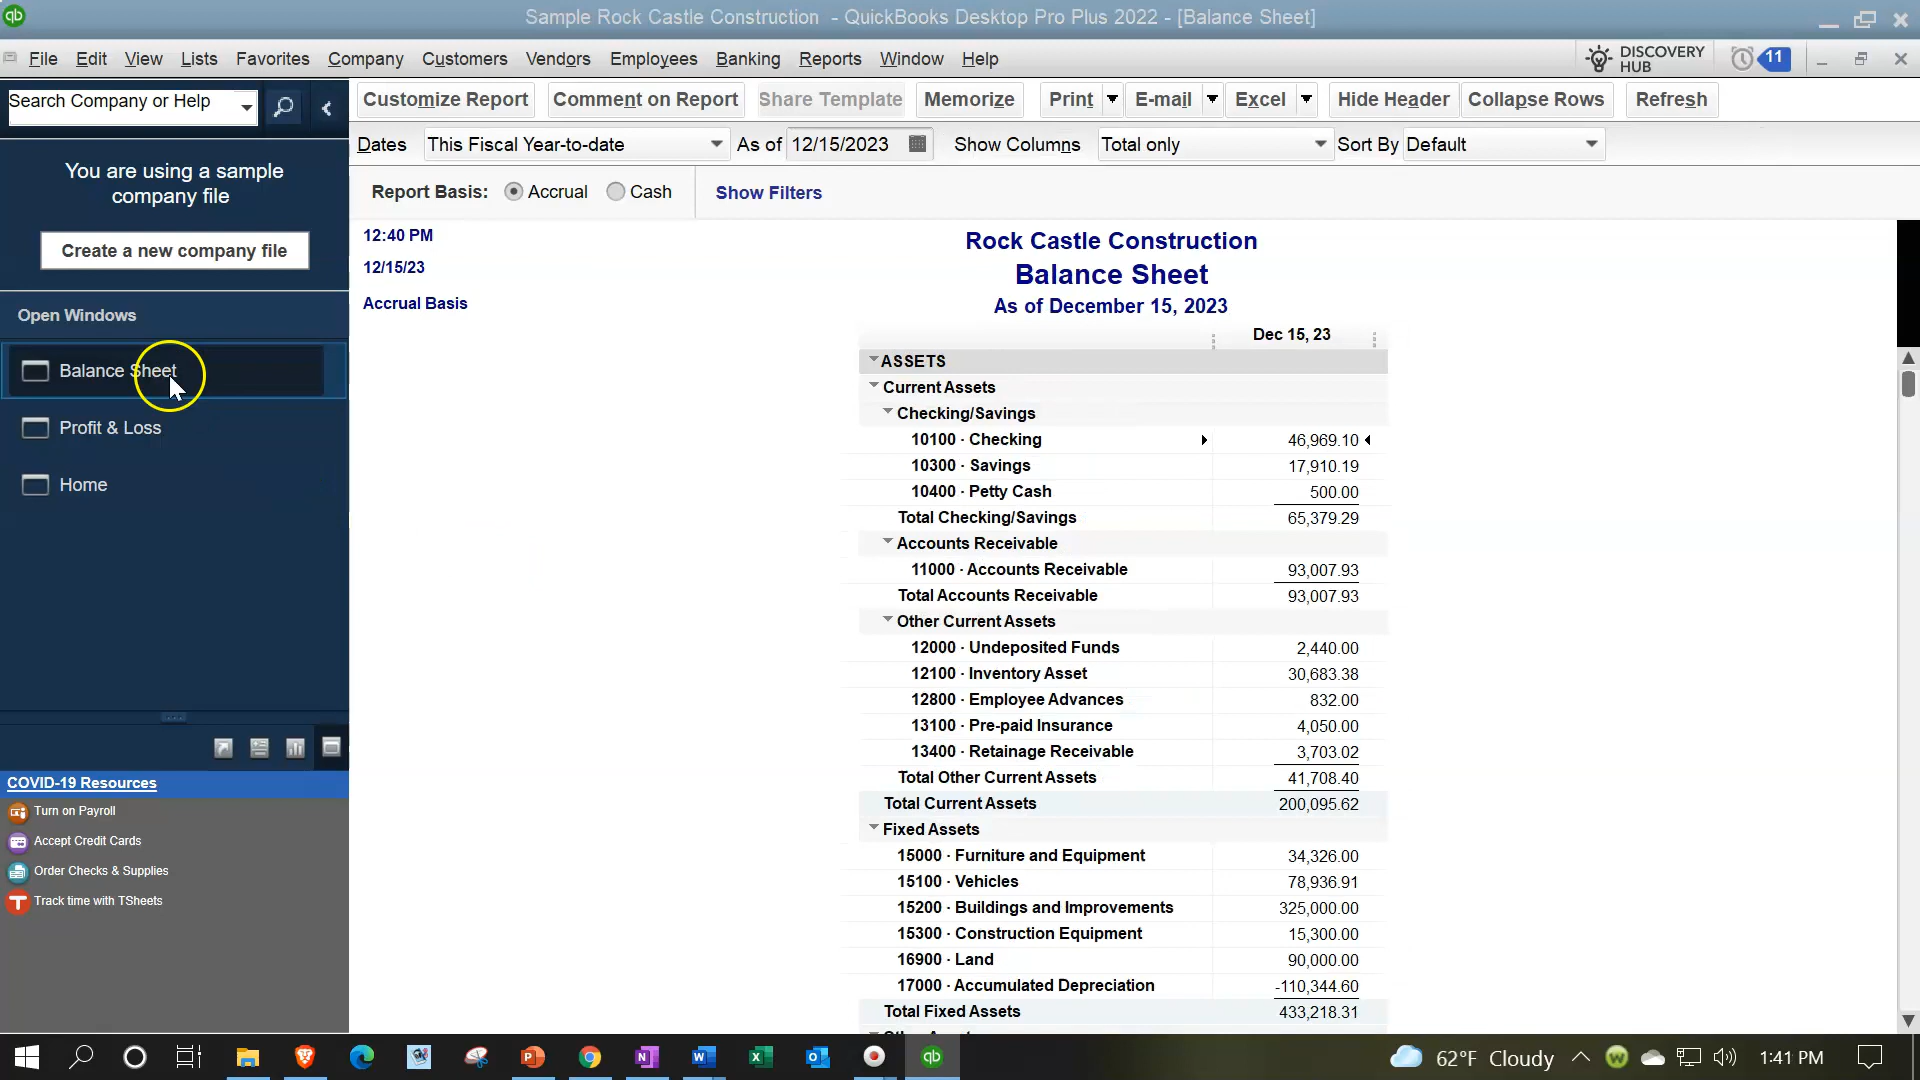 Sample Rock Castle Construction - QuickBooks Desktop Pro Plus 2022 - [Balance Sheet]
File Edit View Lists Favorites Company Customers Vendors Employees Banking Reports Window Help
DISCOVERY
HUB
11
Search Company or Help
Customize Report Comment on Report Share Template Memorize Print E-mail Excel Hide Header Collapse Rows Refresh
Dates This Fiscal Year-to-date As of 12/15/2023 Show Columns Total only Sort By Default
Report Basis: Accrual Cash Show Filters
You are using a sample
company file
Create a new company file
Open Windows
Balance Sheet
Profit & Loss
Home
COVID-19 Resources
Turn on Payroll
Accept Credit Cards
Order Checks & Supplies
Track time with TSheets
12:40 PM
12/15/23
Accrual Basis
Rock Castle Construction
Balance Sheet
As of December 15, 2023
Dec 15, 23
ASSETS
Current Assets
Checking/Savings
10100 · Checking 46,969.10
10300 · Savings 17,910.19
10400 · Petty Cash 500.00
Total Checking/Savings 65,379.29
Accounts Receivable
11000 · Accounts Receivable 93,007.93
Total Accounts Receivable 93,007.93
Other Current Assets
12000 · Undeposited Funds 2,440.00
12100 · Inventory Asset 30,683.38
12800 · Employee Advances 832.00
13100 · Pre-paid Insurance 4,050.00
13400 · Retainage Receivable 3,703.02
Total Other Current Assets 41,708.40
Total Current Assets 200,095.62
Fixed Assets
15000 · Furniture and Equipment 34,326.00
15100 · Vehicles 78,936.91
15200 · Buildings and Improvements 325,000.00
15300 · Construction Equipment 15,300.00
16900 · Land 90,000.00
17000 · Accumulated Depreciation -110,344.60
Total Fixed Assets 433,218.31
62°F Cloudy 1:41 PM